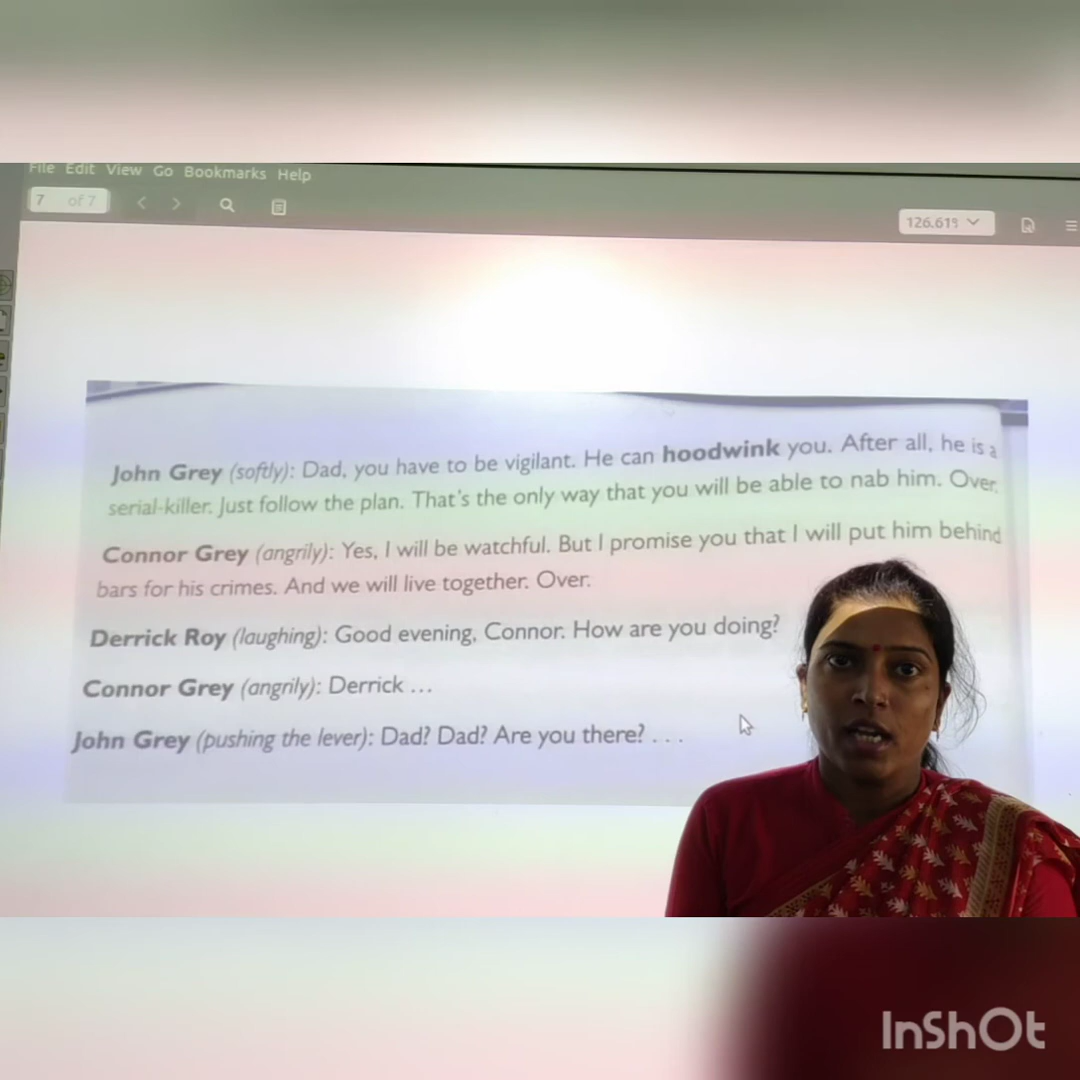 File Edit View Go Bookmarks Help
7 of 7
126.61%
John Grey (softly): Dad, you have to be vigilant. He can hoodwink you. After all, he is a
serial-killer. Just follow the plan. That's the only way that you will be able to nab him. Over.
Connor Grey (angrily): Yes, I will be watchful. But I promise you that I will put him behind
bars for his crimes. And we will live together. Over.
Derrick Roy (laughing): Good evening, Connor. How are you doing?
Connor Grey (angrily): Derrick ...
John Grey (pushing the lever): Dad? Dad? Are you there? . . .
InShOt